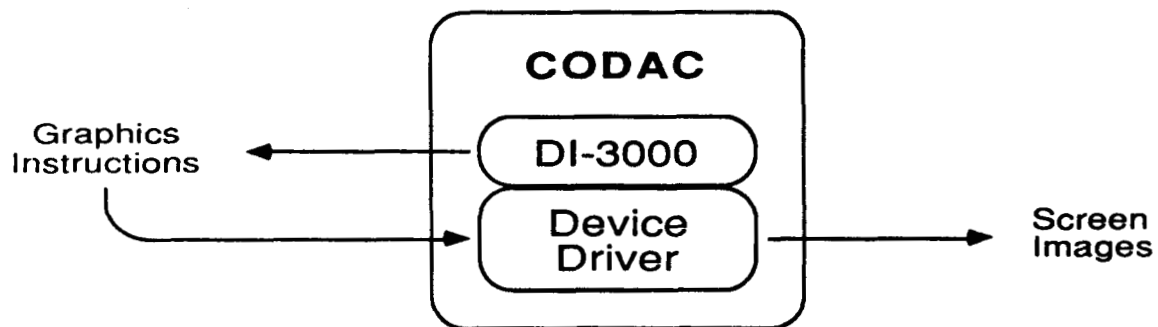 CODAC
Graphics
Instructions
DI-3000
Device
Driver
Screen
Images